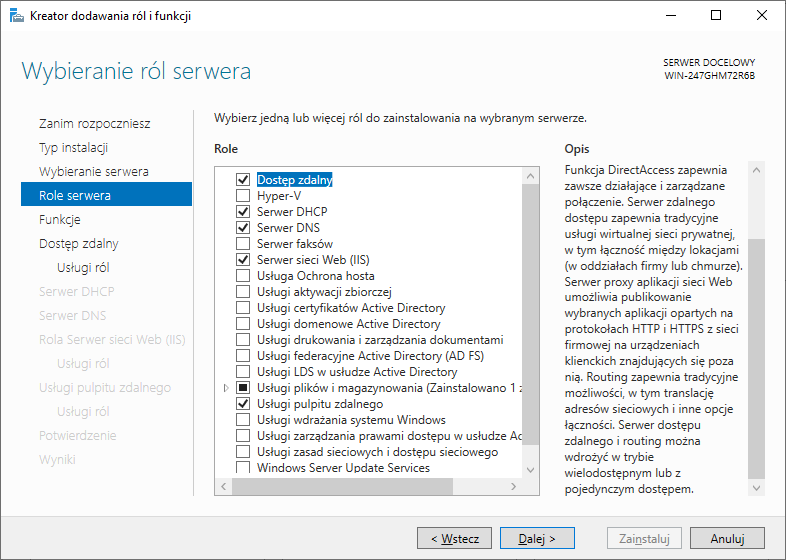 Kreator dodawania ról i funkcji
Wybieranie ról serwera
SERWER DOCELOWY
WIN-247GHM72R6B
Zanim rozpoczniesz
Typ instalacji
Wybieranie serwera
Role serwera
Funkcje
Dostęp zdalny
Usługi ról
Serwer DHCP
Serwer DNS
Rola Serwer sieci Web (IIS)
Usługi ról
Usługi pulpitu zdalnego
Usługi ról
Potwierdzenie
Wyniki
Wybierz jedną lub więcej ról do zainstalowania na wybranym serwerze.
Role
Dostęp zdalny
Hyper-V
Serwer DHCP
Serwer DNS
Serwer faksów
Serwer sieci Web (IIS)
Usługa Ochrona hosta
Usługi aktywacji zbiorczej
Usługi certyfikatów Active Directory
Usługi domenowe Active Directory
Usługi drukowania i zarządzania dokumentami
Usługi federacyjne Active Directory (AD FS)
Usługi LDS w usłudze Active Directory
Usługi plików i magazynowania (Zainstalowano 1 z
Usługi pulpitu zdalnego
Usługi wdrażania systemu Windows
Usługi zarządzania prawami dostępu w usłudze Ac
Usługi zasad sieciowych i dostępu sieciowego
Windows Server Update Services
Opis
Funkcja DirectAccess zapewnia
zawsze działające i zarządzane
połączenie. Serwer zdalnego
dostępu zapewnia tradycyjne
usługi wirtualnej sieci prywatnej,
w tym łączność między lokacjami
(w oddziałach firmy lub chmurze).
Serwer proxy aplikacji sieci Web
umożliwia publikowanie
wybranych aplikacji opartych na
protokołach HTTP i HTTPS z sieci
firmowej na urządzeniach
klienckich znajdujących się poza
nią. Routing zapewnia tradycyjne
możliwości, w tym translację
adresów sieciowych i inne opcje
łączności. Serwer dostępu
zdalnego i routing można
wdrożyć w trybie
wielodostępnym lub z
pojedynczym dostępem.
< Wstecz
Dalej >
Zainstaluj
Anuluj